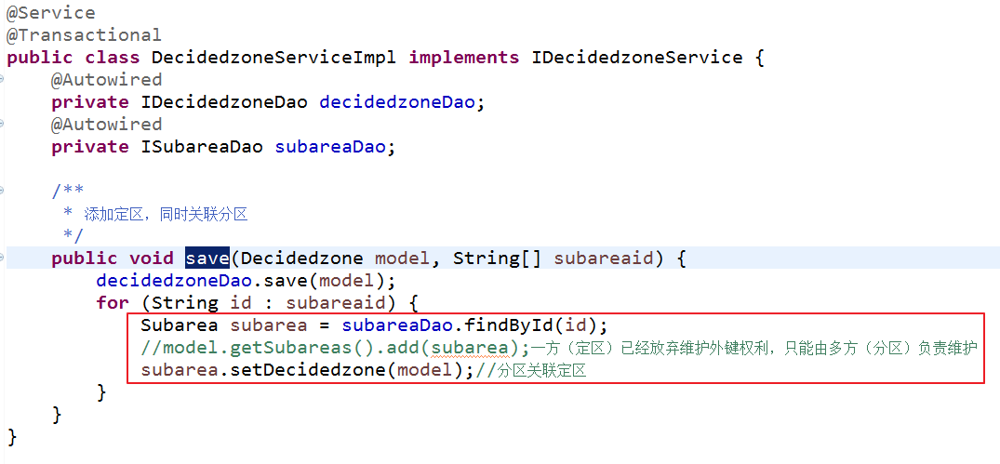 @Service
@Transactional
public class DecidedzoneServiceImpl implements IDecidedzoneService {
@Autowired
private IDecidedzoneDao decidedzoneDao;
@Autowired
private ISubareaDao subareaDao;
/**
* 添加定区，同时关联分区
*/
public void save(Decidedzone model, String[] subareaid) {
decidedzoneDao.save(model);
for (String id : subareaid) {
Subarea subarea = subareaDao.findById(id);
//model.getSubareas().add(subarea);一方（定区）已经放弃维护外键权利，只能由多方（分区）负责维护
subarea.setDecidedzone(model);//分区关联定区
}
}
}